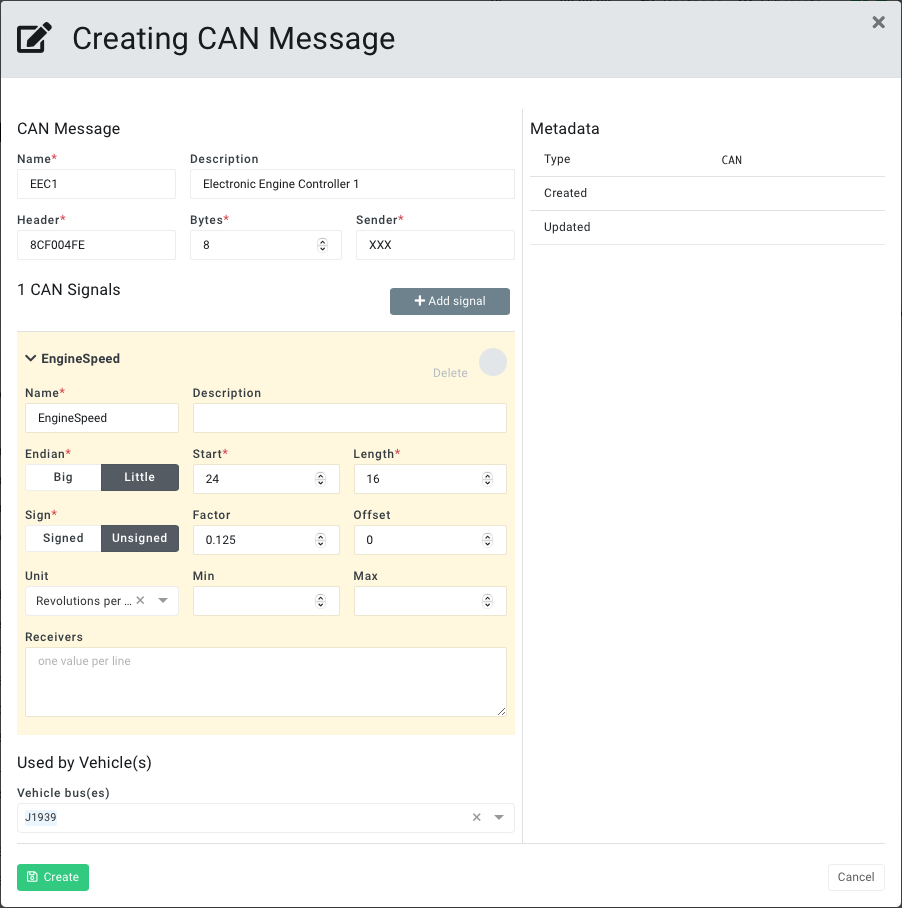 Creating CAN Message
CAN Message
Name*
Description
EEC1
Electronic Engine Controller 1
Header*
Bytes*
Sender*
8CF004FE
8
XXX
1 CAN Signals
Add signal
EngineSpeed
Delete
Name*
Description
EngineSpeed
Endian*
Start*
Length*
Big
Little
24
16
Sign*
Factor
Offset
Signed
Unsigned
0.125
0
Unit
Min
Max
Revolutions per ...
Receivers
one value per line
Used by Vehicle(s)
Vehicle bus(es)
J1939
Create
Metadata
Type
CAN
Created
Updated
Cancel